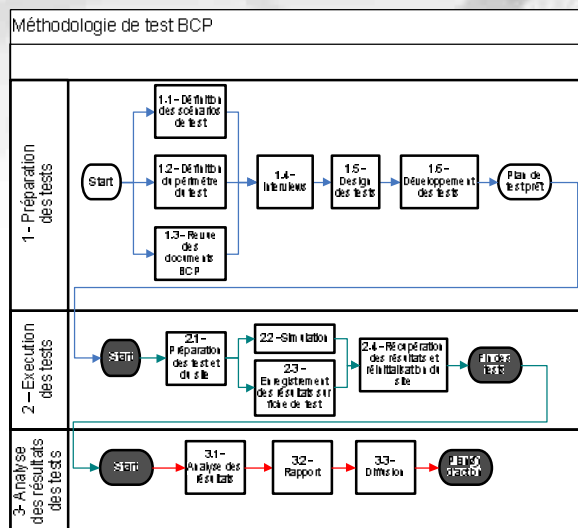 Méthodologie de test BCP
1- Préparation
des tests
Start
1.1- Définition
des scénarios
de test
1.2- Définition
du périmètre
du test
1.3- Revue
des
documents
BCP
1.4-
Interviews
1.5-
Design
des tests
1.6-
Développement
des tests
Plan de
test prêt
2 – Execution
des tests
Start
2.1-
Préparation
des test et
du site
2.2- Simulation
2.3-
Enregistrement
des résultats sur
fiche de test
2.4- Récupération
des résultats et
réinitialisation du
site
Fin des
tests
3- Analyse
des résultats
des tests
Start
3.1-
Analyse des
résultats
3.2-
Rapport
3.3-
Diffusion
Plans
d'action